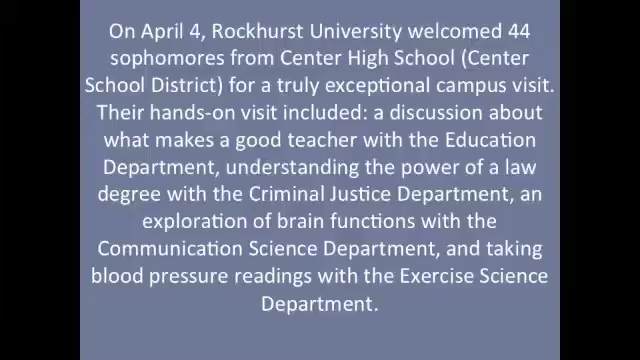 On April 4, Rockhurst University welcomed 44
sophomores from Center High School (Center
School District) for a truly exceptional campus visit.
Their hands-on visit included: a discussion about
what makes a good teacher with the Education
Department, understanding the power of a law
degree with the Criminal Justice Department, an
exploration of brain functions with the
Communication Science Department, and taking
blood pressure readings with the Exercise Science
Department.